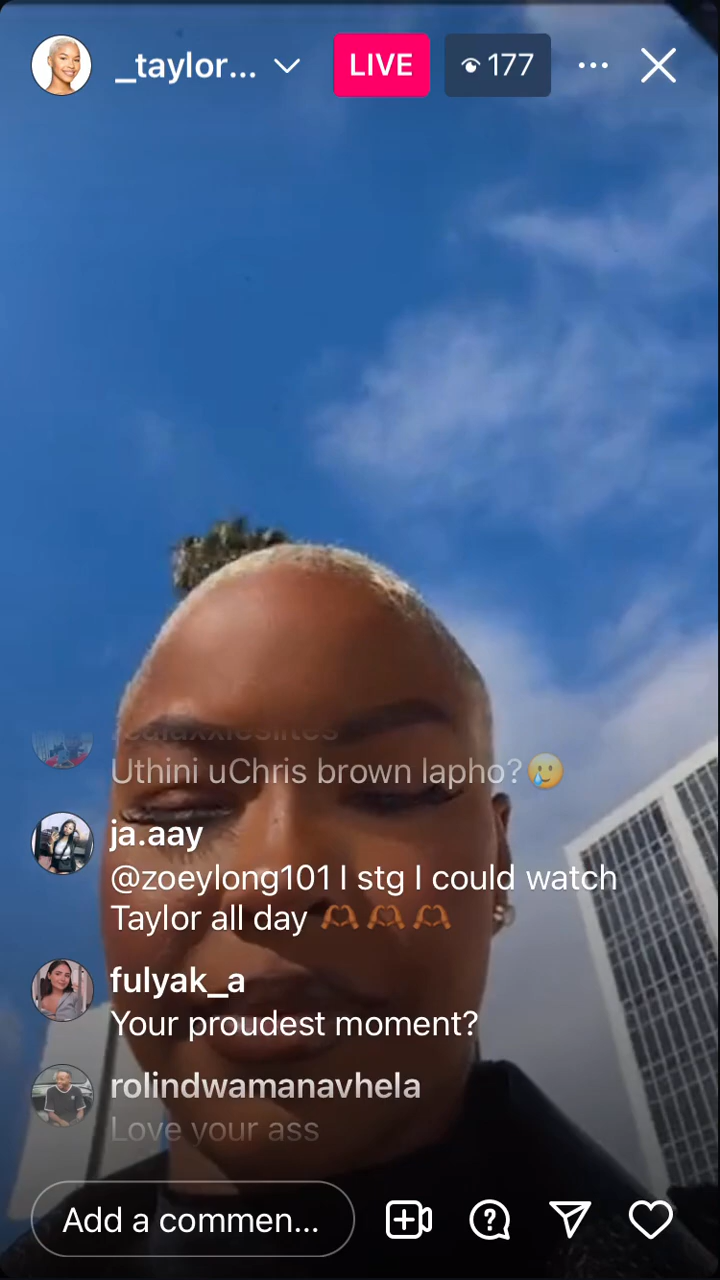 _taylor...
LIVE
177
Uthini uChris brown lapho?🥲
ja.aay
@zoeylong101 I stg I could watch
Taylor all day 🫶🏾🫶🏾🫶🏾
fulyak_a
Your proudest moment?
rolindwamanavhela
Love your ass
Add a commen...